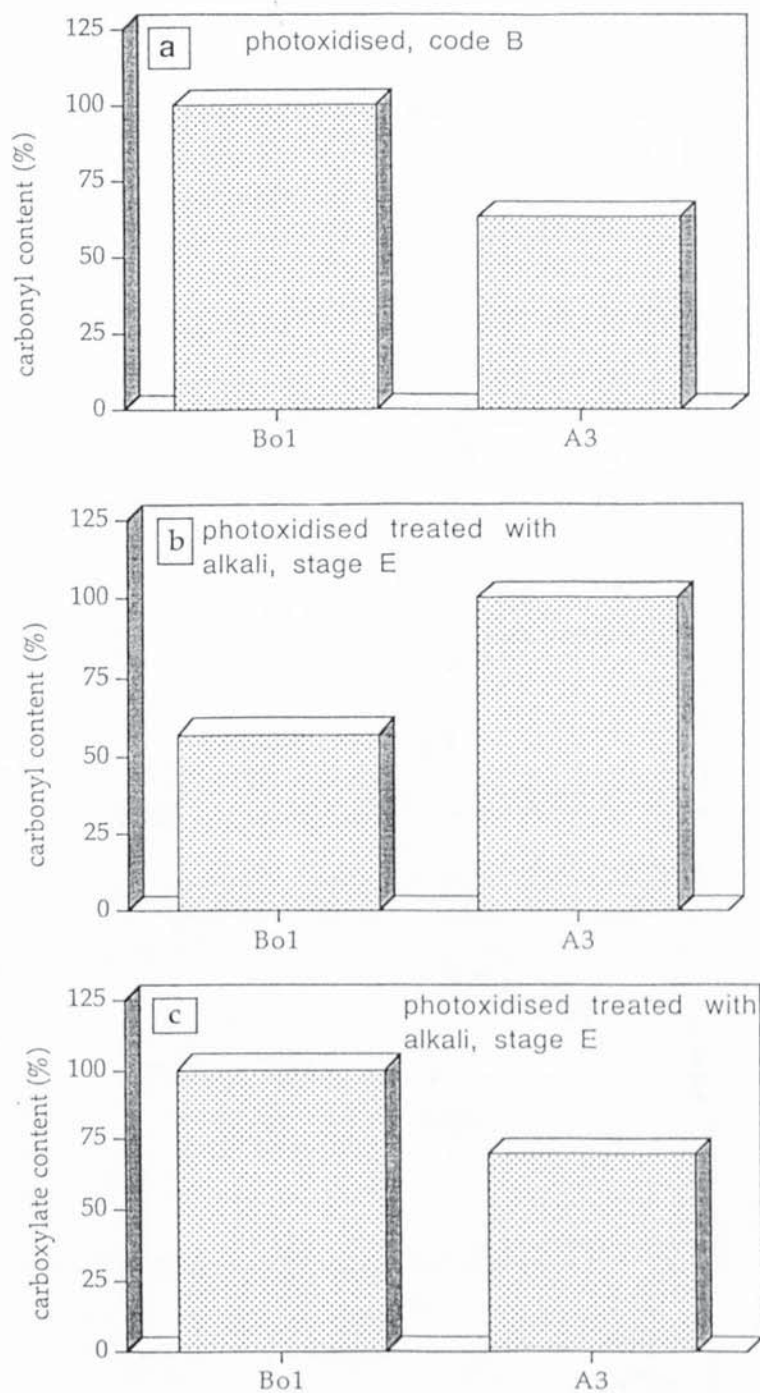 a
photoxidised, code B
carbonyl content (%)
125
100
75
50
25
0
Bo1 A3
b
photoxidised treated with
alkali, stage E
carbonyl content (%)
125
100
75
50
25
0
Bo1 A3
c
photoxidised treated with
alkali, stage E
carboxylate content (%)
125
100
75
50
25
0
Bo1 A3